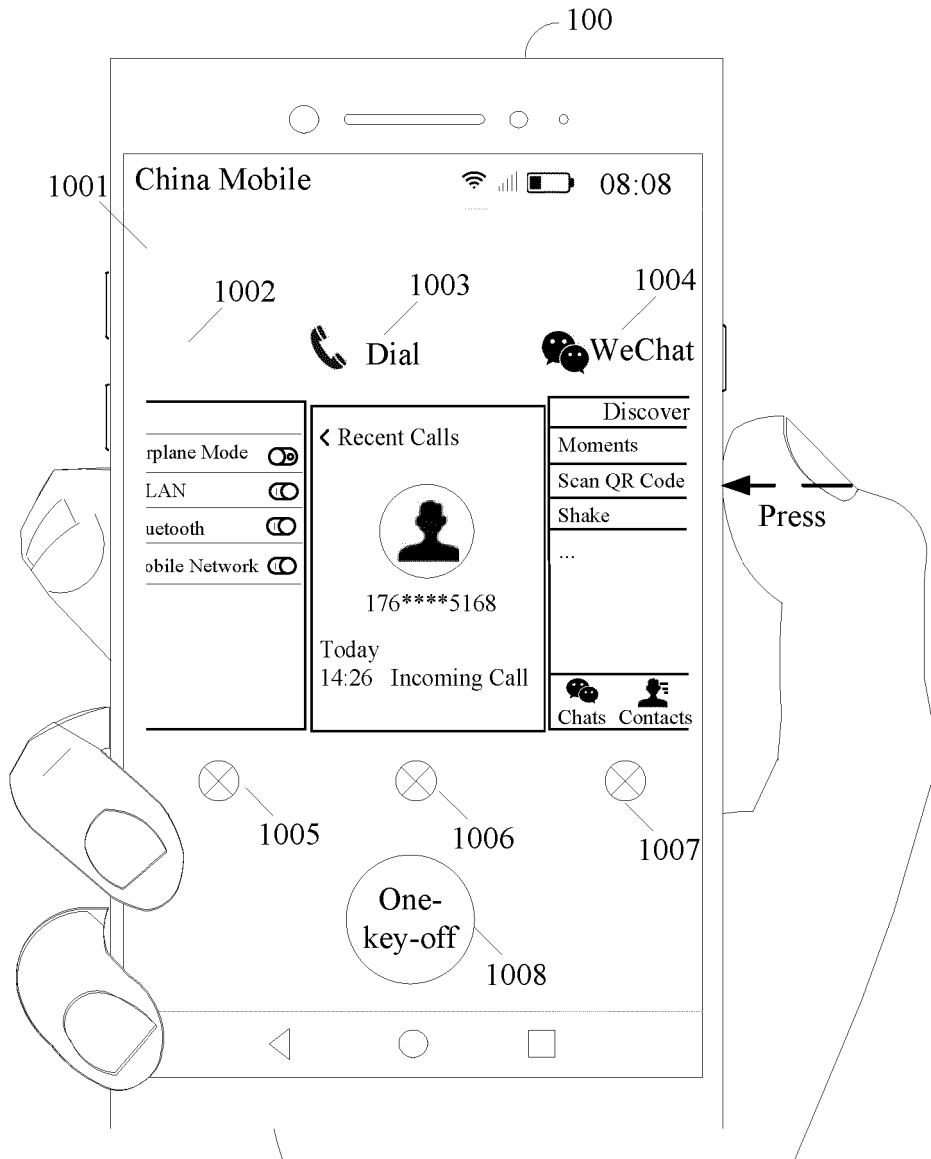 100
China Mobile
08:08
1001
1002
1003
1004
Dial
WeChat
rplane Mode
LAN
uetooth
obile Network
Recent Calls
176****5168
Today
14:26 Incoming Call
Discover
Moments
Scan QR Code
Shake
...
Chats Contacts
Press
1005
1006
1007
One-
key-off
1008